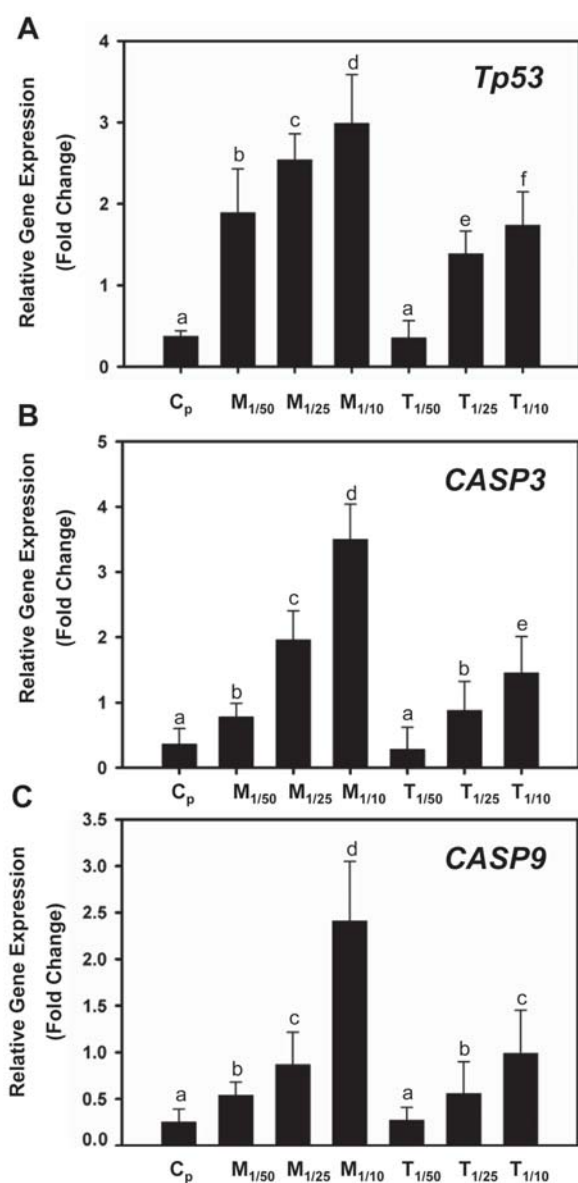 A
Relative Gene Expression
(Fold Change)
Tp53
4
3
2
1
0
a
b
c
d
a
e
f
Cp M1/50 M1/25 M1/10 T1/50 T1/25 T1/10
B
Relative Gene Expression
(Fold Change)
CASP3
5
4
3
2
1
0
a
b
c
d
a
b
e
Cp M1/50 M1/25 M1/10 T1/50 T1/25 T1/10
C
Relative Gene Expression
(Fold Change)
CASP9
3.5
3.0
2.5
2.0
1.5
1.0
0.5
0.0
a
b
c
d
a
b
c
Cp M1/50 M1/25 M1/10 T1/50 T1/25 T1/10